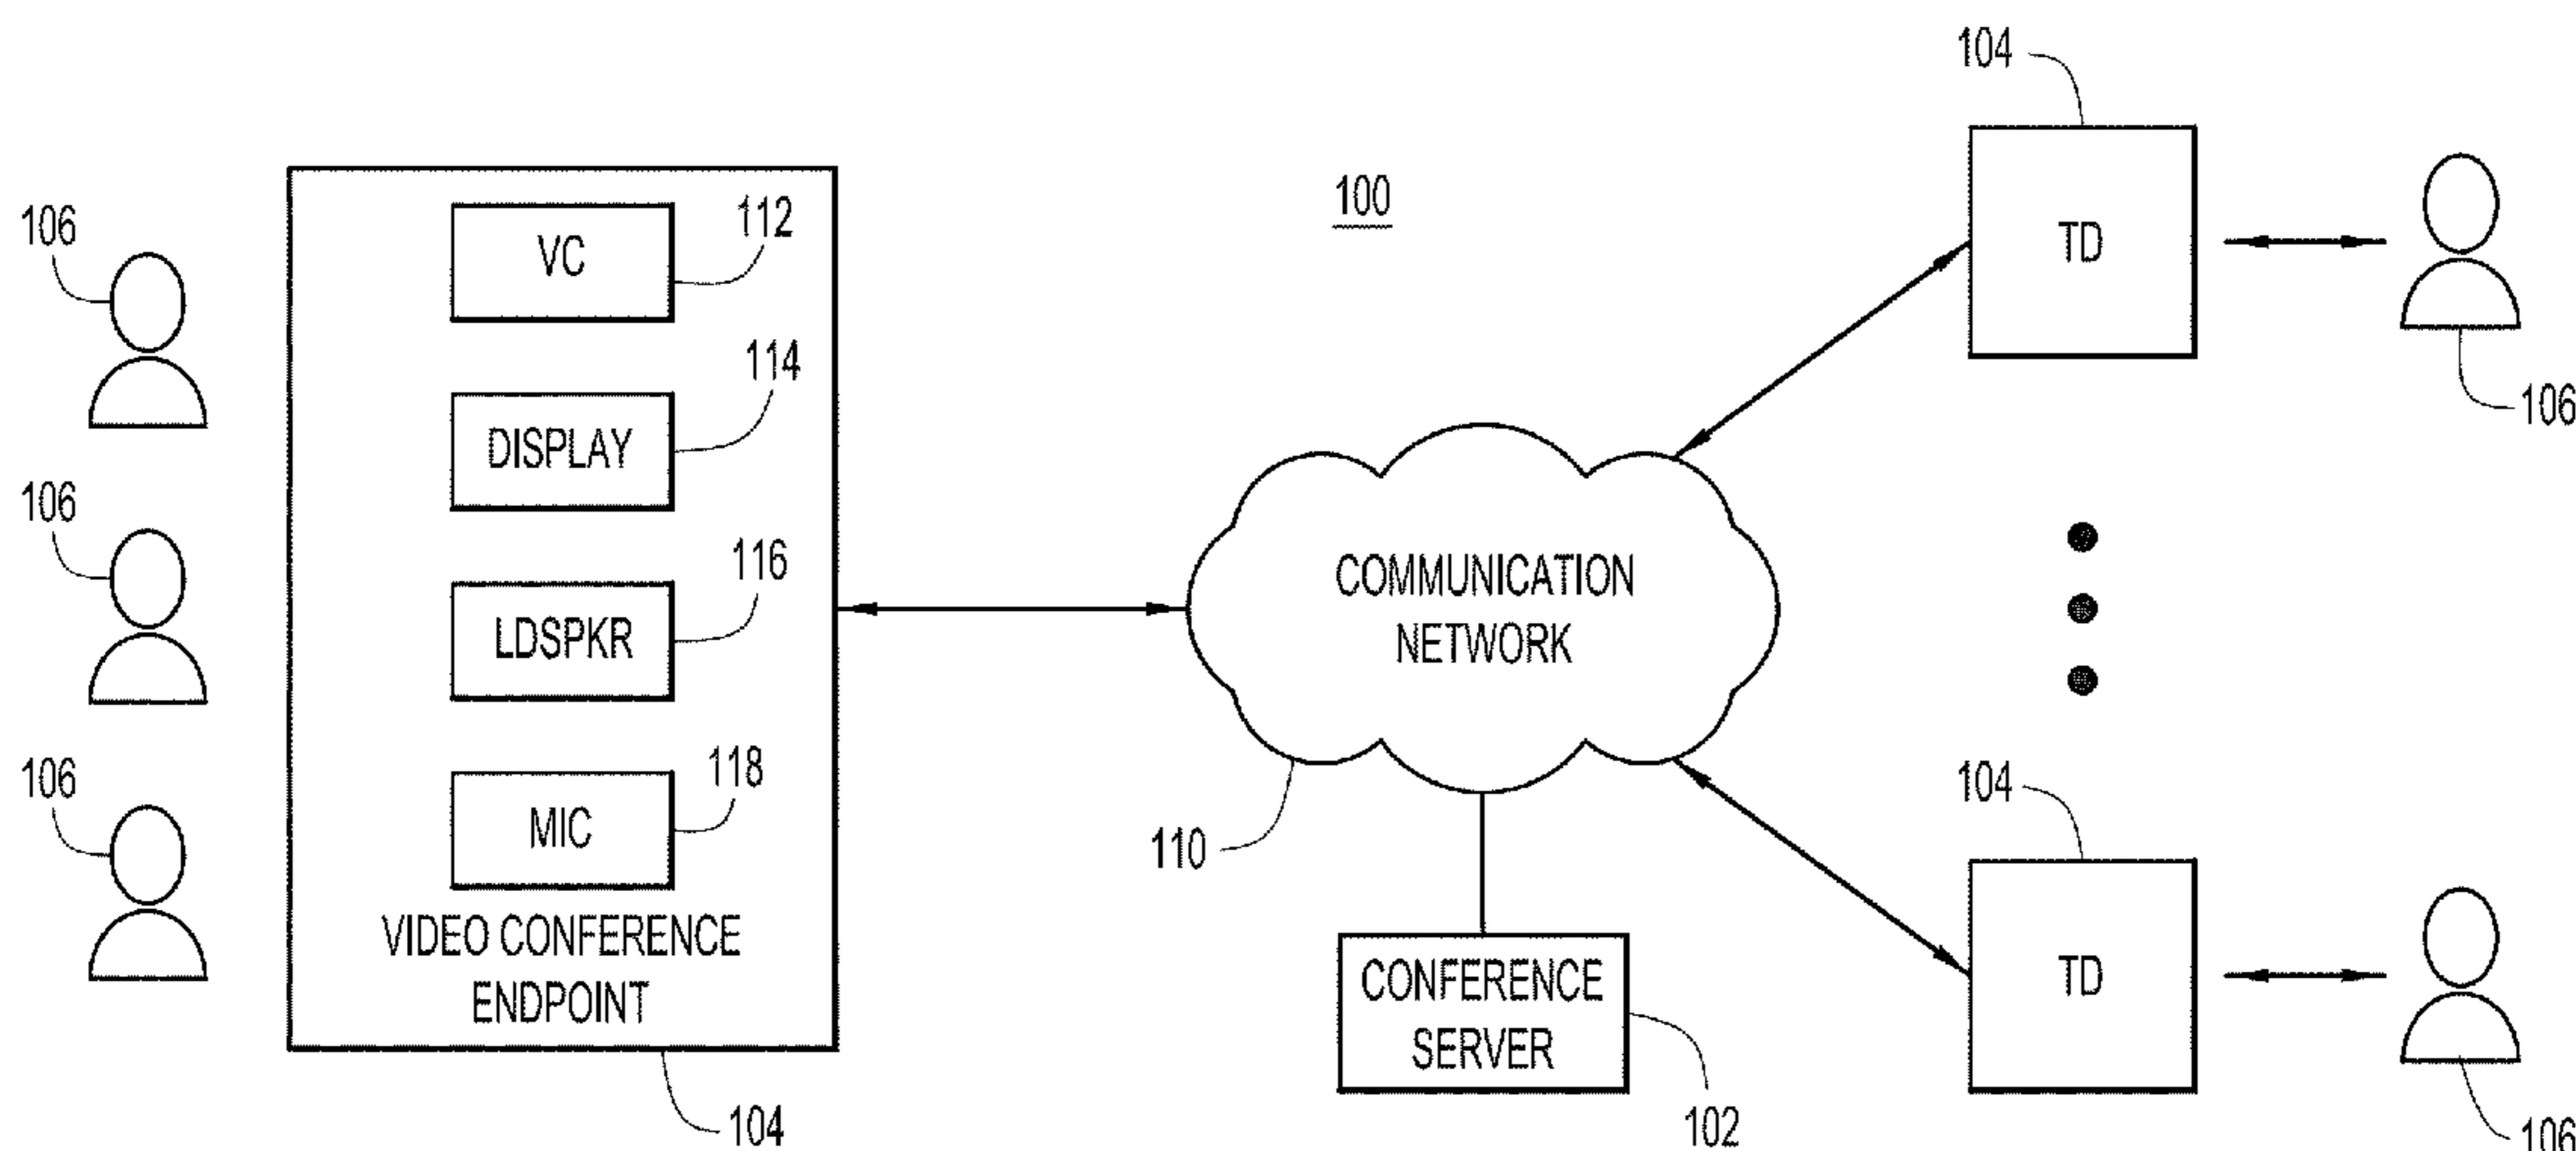 104
100
106
VC
112
TD
106
DISPLAY
114
106
LDSPKR
116
COMMUNICATION
NETWORK
106
MIC
118
110
104
VIDEO CONFERENCE
ENDPOINT
CONFERENCE
SERVER
TD
104
102
106